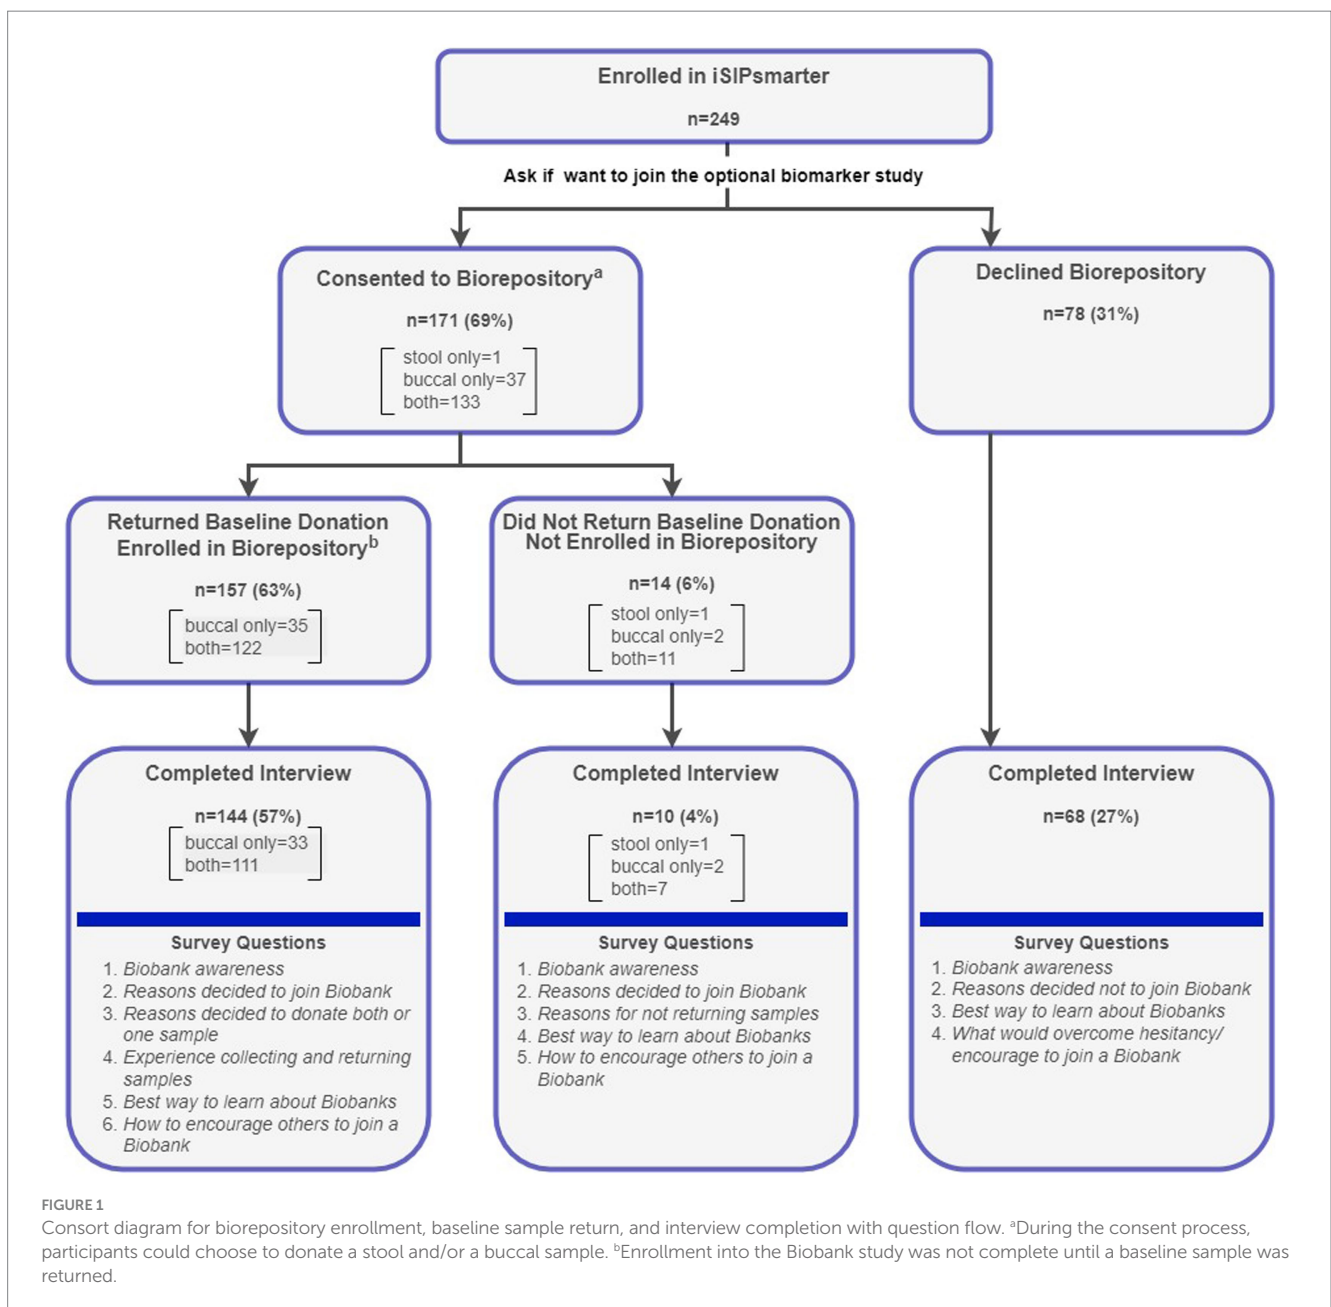 Enrolled in iSIPsmarter
n=249
Ask if want to join the optional biomarker study
Consented to Biorepositoryᵃ
n=171 (69%)
stool only=1
buccal only=37
both=133
Declined Biorepository
n=78 (31%)
Returned Baseline Donation
Enrolled in Biorepositoryᵇ
n=157 (63%)
buccal only=35
both=122
Did Not Return Baseline Donation
Not Enrolled in Biorepository
n=14 (6%)
stool only=1
buccal only=2
both=11
Completed Interview
n=144 (57%)
buccal only=33
both=111
Survey Questions
1. Biobank awareness
2. Reasons decided to join Biobank
3. Reasons decided to donate both or
one sample
4. Experience collecting and returning
samples
5. Best way to learn about Biobanks
6. How to encourage others to join a
Biobank
Completed Interview
n=10 (4%)
stool only=1
buccal only=2
both=7
Survey Questions
1. Biobank awareness
2. Reasons decided to join Biobank
3. Reasons for not returning samples
4. Best way to learn about Biobanks
5. How to encourage others to join a
Biobank
Completed Interview
n=68 (27%)
Survey Questions
1. Biobank awareness
2. Reasons decided not to join Biobank
3. Best way to learn about Biobanks
4. What would overcome hesitancy/
encourage to join a Biobank
FIGURE 1
Consort diagram for biorepository enrollment, baseline sample return, and interview completion with question flow. ᵃDuring the consent process,
participants could choose to donate a stool and/or a buccal sample. ᵇEnrollment into the Biobank study was not complete until a baseline sample was
returned.